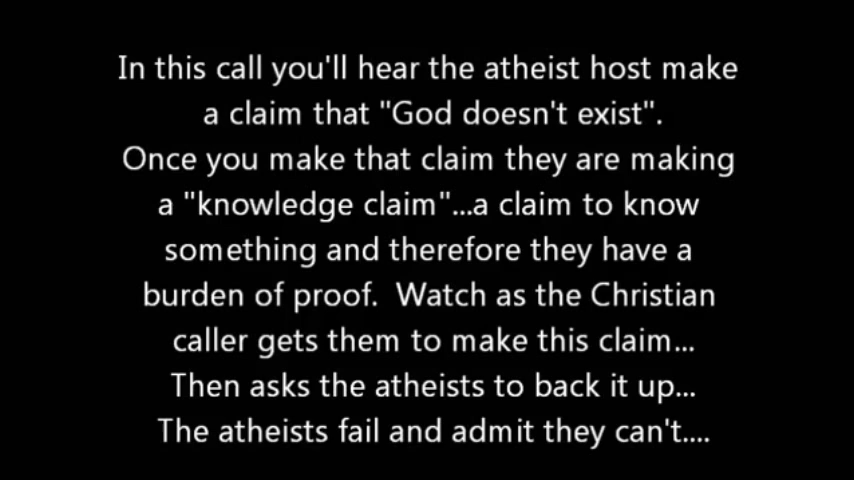 In this call you'll hear the atheist host make
a claim that "God doesn't exist".
Once you make that claim they are making
a "knowledge claim"...a claim to know
something and therefore they have a
burden of proof.  Watch as the Christian
caller gets them to make this claim...
Then asks the atheists to back it up...
The atheists fail and admit they can't....